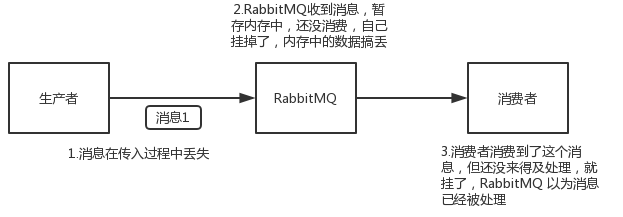 2.RabbitMQ收到消息，暂
存内存中，还没消费，自己
挂掉了，内存中的数据搞丢
生产者
消息1
RabbitMQ
消费者
1.消息在传入过程中丢失
3.消费者消费到了这个消
息，但还没来得及处理，就
挂了，RabbitMQ 以为消息
已经被处理